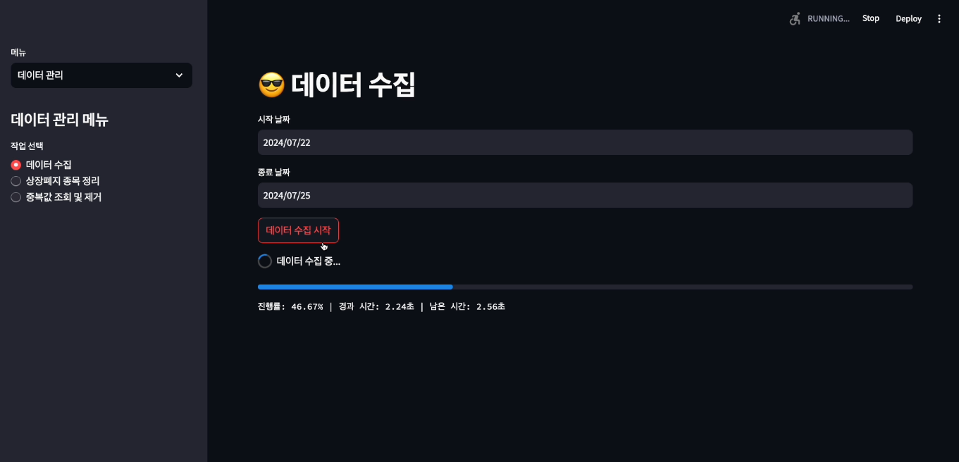 RUNNING...
Stop
Deploy
메뉴
데이터 관리
데이터 관리 메뉴
작업 선택
데이터 수집
상장폐지 종목 정리
중복값 조회 및 제거
😎 데이터 수집
시작 날짜
2024/07/22
종료 날짜
2024/07/25
데이터 수집 시작
데이터 수집 중...
진행률: 46.67% | 경과 시간: 2.24초 | 남은 시간: 2.56초